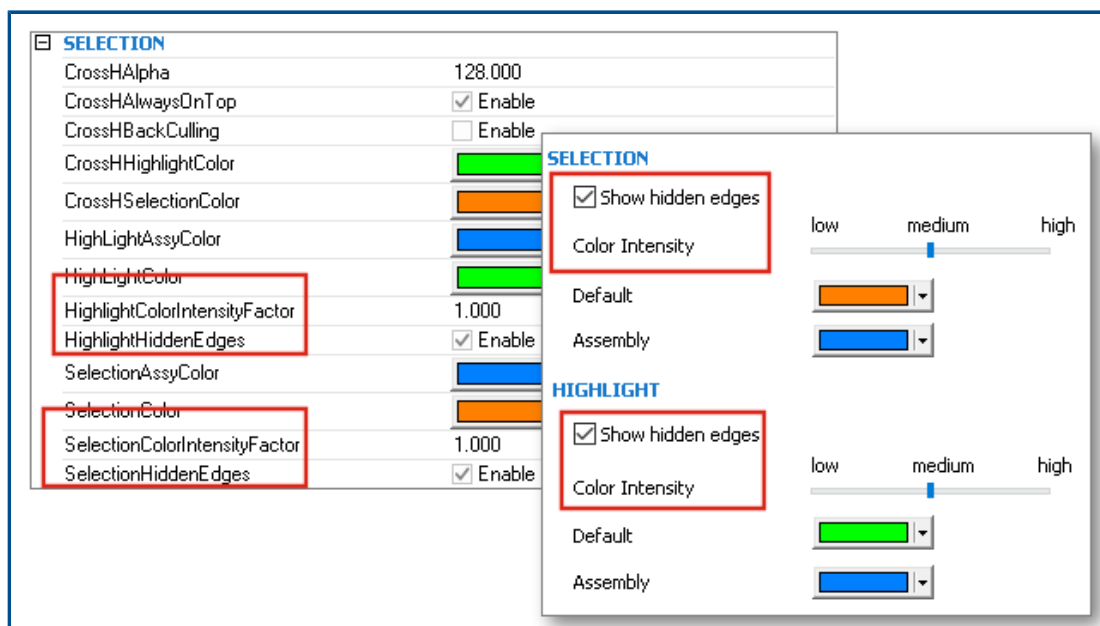 SELECTION
CrossHAlpha 128.000
CrossHAlwaysOnTop Enable
CrossHBackCulling Enable
CrossHHighlightColor
CrossHSelectionColor
HighLightAssyColor
HighLightColor
HighlightColorIntensityFactor 1.000
HighlightHiddenEdges Enable
SelectionAssyColor
SelectionColor
SelectionColorIntensityFactor 1.000
SelectionHiddenEdges Enable
SELECTION
Show hidden edges
low medium high
Color Intensity
Default
Assembly
HIGHLIGHT
Show hidden edges
low medium high
Color Intensity
Default
Assembly